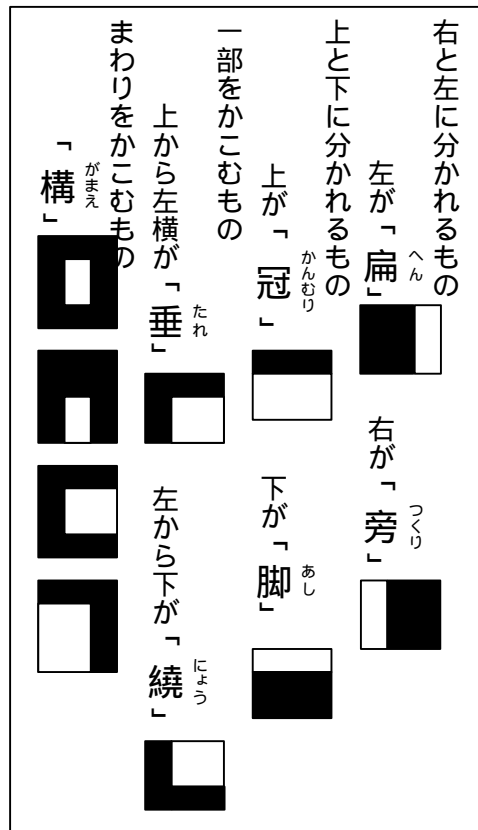 右と左に分かれるもの
左が「扁」
へん
右が「旁」
つくり
上と下に分かれるもの
上が「冠」
かんむり
下が「脚」
あし
一部をかこむもの
上から左横が「垂」
たれ
左から下が「繞」
にょう
まわりをかこむもの
「構」
がまえ